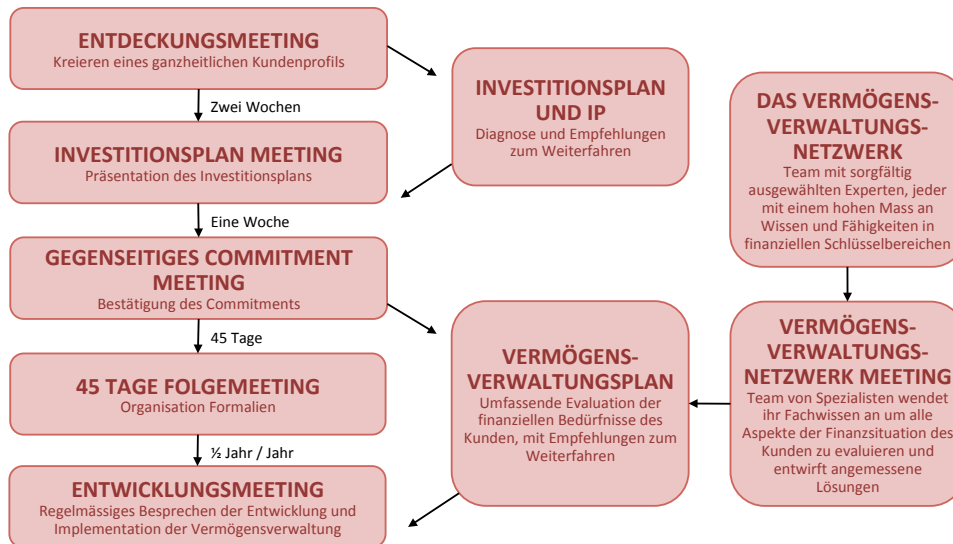 ENTDECKUNGSMEETING
Kreieren eines ganzheitlichen Kundenprofils
Zwei Wochen
INVESTITIONSPLAN MEETING
Präsentation des Investitionsplans
Eine Woche
GEGENSEITIGES COMMITMENT
MEETING
Bestätigung des Commitments
45 Tage
45 TAGE FOLGEMEETING
Organisation Formalien
½ Jahr / Jahr
ENTWICKLUNGSMEETING
Regelmässiges Besprechen der Entwicklung und
Implementation der Vermögensverwaltung
INVESTITIONSPLAN
UND IP
Diagnose und Empfehlungen
zum Weiterfahren
VERMÖGENS-
VERWALTUNGSPLAN
Umfassende Evaluation der
finanziellen Bedürfnisse des
Kunden, mit Empfehlungen zum
Weiterfahren
DAS VERMÖGENS-
VERWALTUNGS-
NETZWERK
Team mit sorgfältig
ausgewählten Experten, jeder
mit einem hohen Mass an
Wissen und Fähigkeiten in
finanziellen Schlüsselbereichen
VERMÖGENS-
VERWALTUNGS-
NETZWERK MEETING
Team von Spezialisten wendet
ihr Fachwissen an um alle
Aspekte der Finanzsituation des
Kunden zu evaluieren und
entwirft angemessene
Lösungen